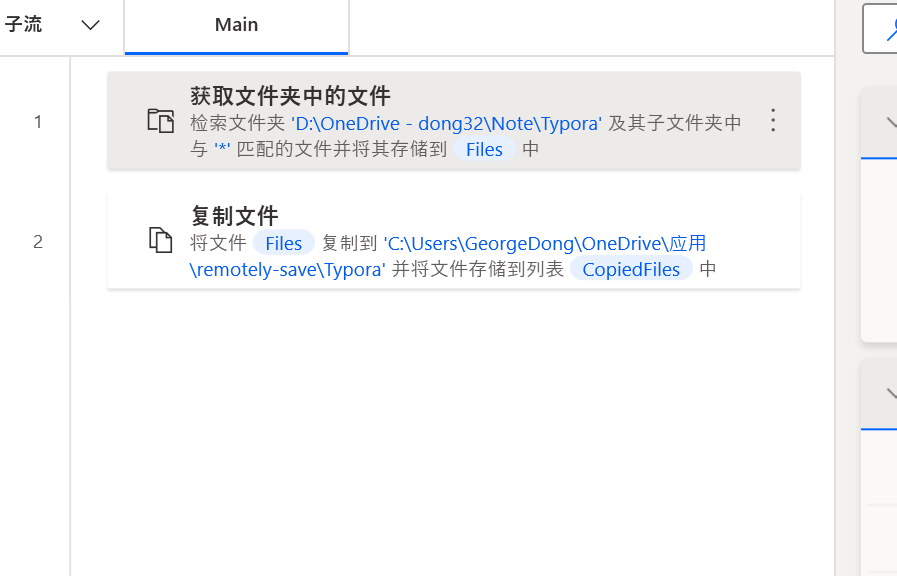 子流
Main
1
获取文件夹中的文件
检索文件夹 'D:\OneDrive - dong32\Note\Typora' 及其子文件夹中
与 '*' 匹配的文件并将其存储到 Files 中
2
复制文件
将文件 Files 复制到 'C:\Users\GeorgeDong\OneDrive\应用
\remotely-save\Typora' 并将文件存储到列表 CopiedFiles 中